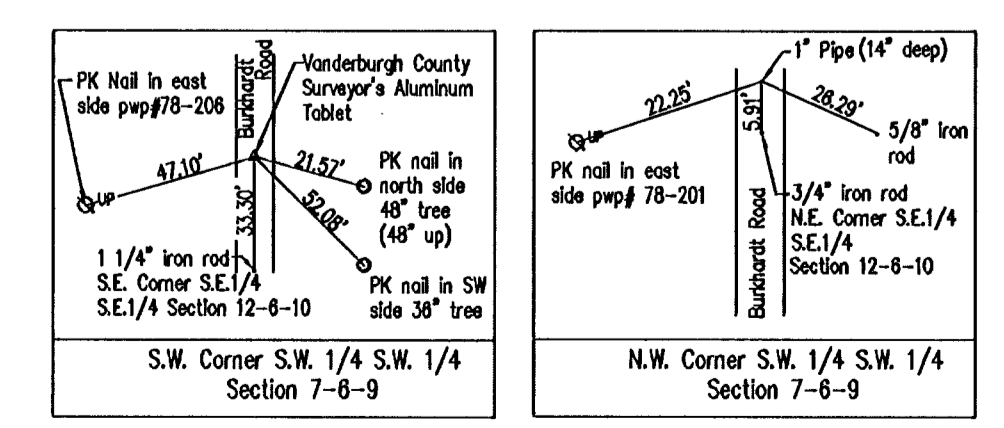 PK Nail in east
side pwp#78-206
Burkhardt
Road
Vanderburgh County
Surveyor's Aluminum
Tablet
UP
47.10'
21.57'
52.08'
33.30'
PK nail in
north side
48" tree
(48" up)
1 1/4" iron rod
S.E. Corner S.E.1/4
S.E.1/4 Section 12-6-10
PK nail in SW
side 36" tree
S.W. Corner S.W. 1/4 S.W. 1/4
Section 7-6-9
1" Pipe (14" deep)
22.25'
5.91'
26.29'
UP
5/8" iron
rod
PK nail in east
side pwp# 78-201
3/4" iron rod
N.E. Corner S.E.1/4
S.E.1/4
Section 12-6-10
Burkhardt Road
N.W. Corner S.W. 1/4 S.W. 1/4
Section 7-6-9